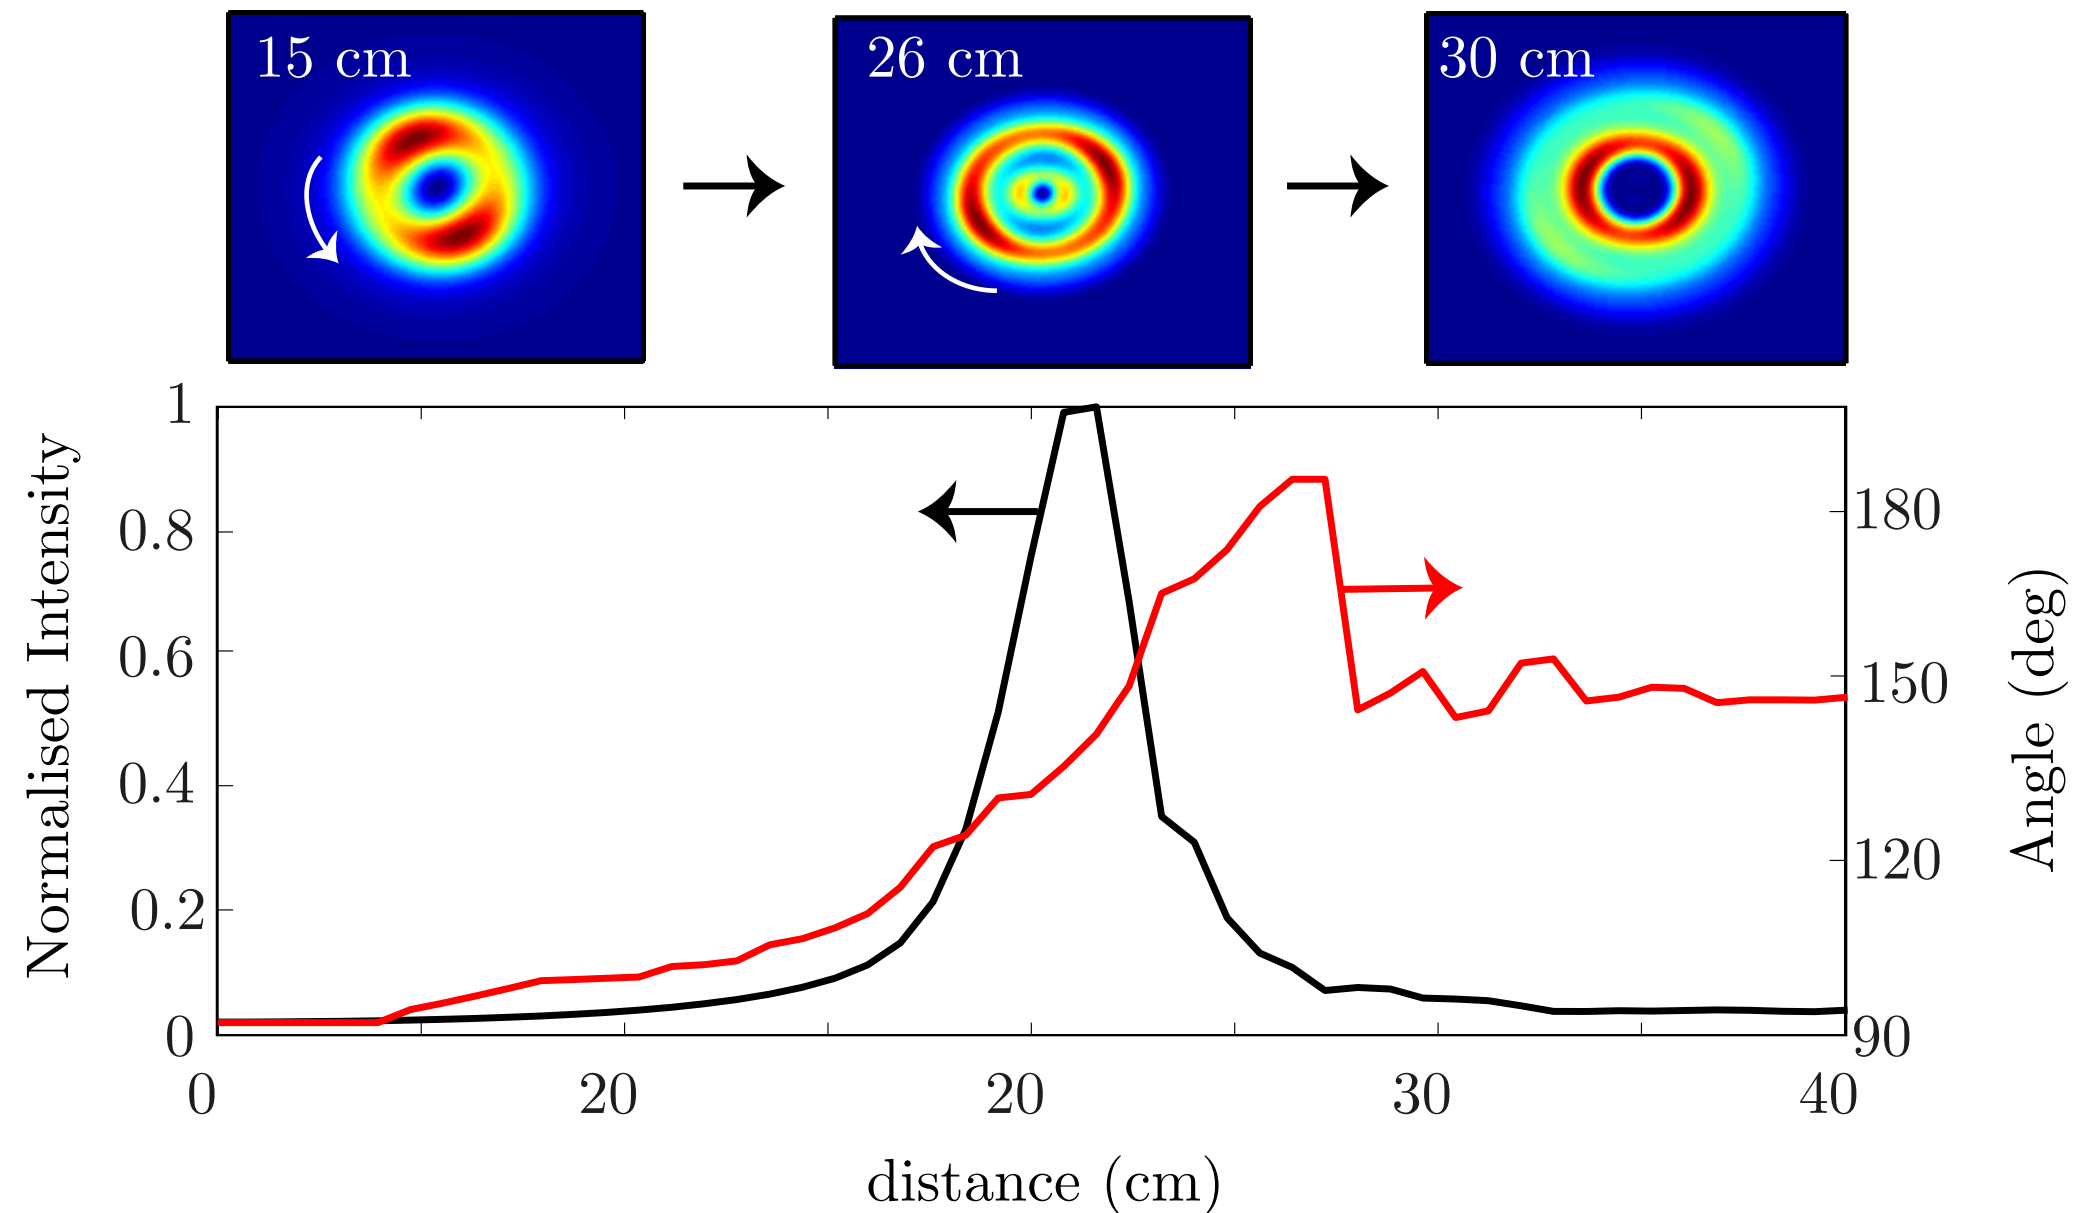 15 cm
26 cm
30 cm
Normalised Intensity
1
0.8
0.6
0.4
0.2
0
180
150
120
90
Angle (deg)
0 20 20 30 40
distance (cm)